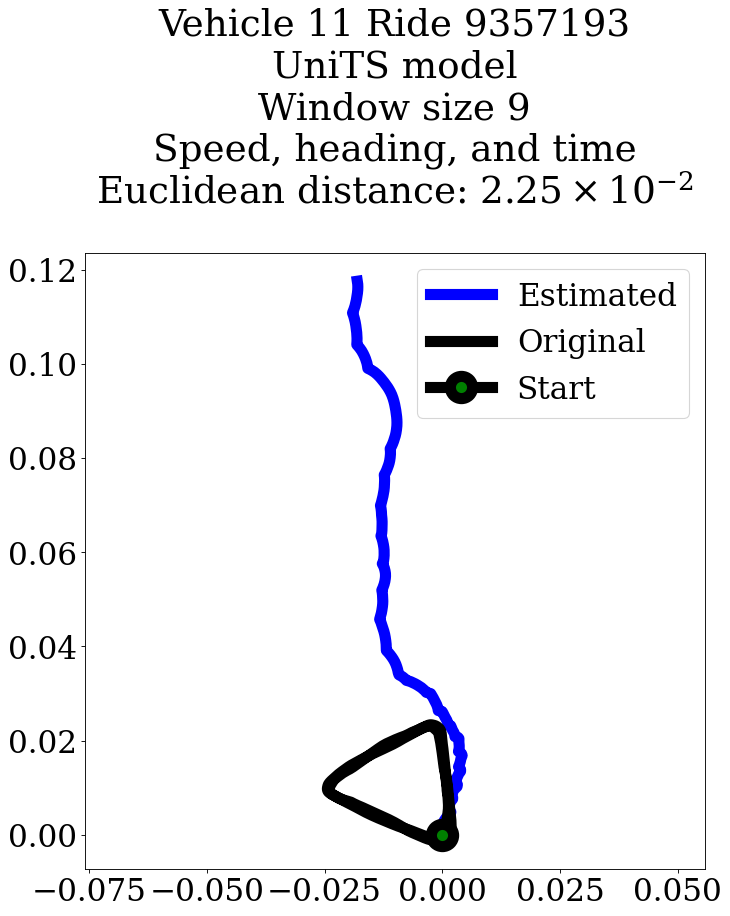 Vehicle 11 Ride 9357193
UniTS model
Window size 9
Speed, heading, and time
Euclidean distance: 2.25 × 10⁻²
Estimated
Original
Start
0.12
0.10
0.08
0.06
0.04
0.02
0.00
−0.075 −0.050 −0.025 0.000 0.025 0.050